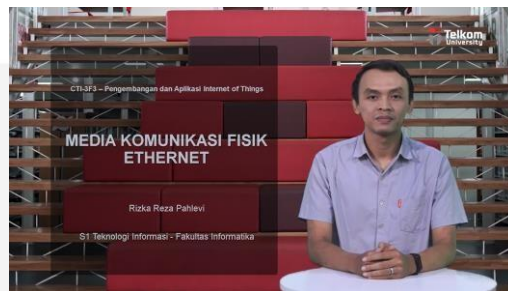 Telkom
University
CTI-3F3 – Pengembangan dan Aplikasi Internet of Things
MEDIA KOMUNIKASI FISIK
ETHERNET
Rizka Reza Pahlevi
S1 Teknologi Informasi - Fakultas Informatika